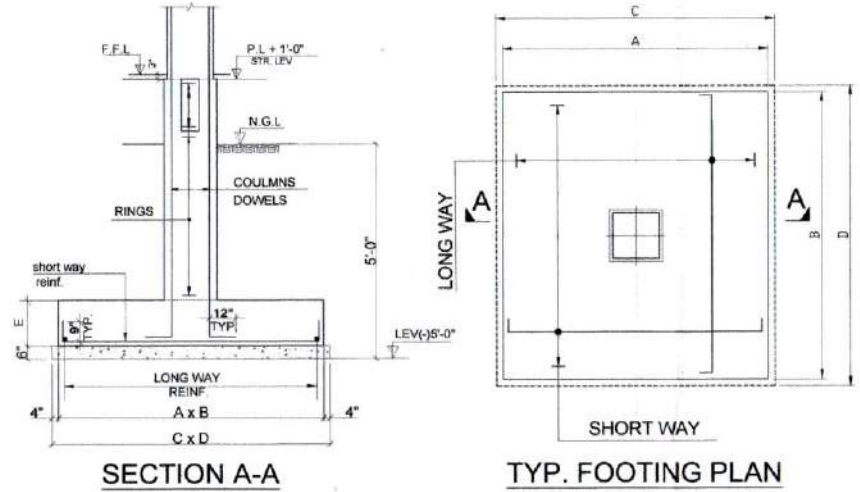 F.F.L
3"
P.L + 1'-0"
STR. LEV
N.G.L
COULMNS
DOWELS
RINGS
5'-0"
short way
reinf.
E
9"
TYP.
12"
TYP.
6"
LEV(-)5'-0"
LONG WAY
REINF.
4"
A x B
4"
C x D
SECTION A-A
C
A
LONG WAY
A
A
B
D
SHORT WAY
TYP. FOOTING PLAN